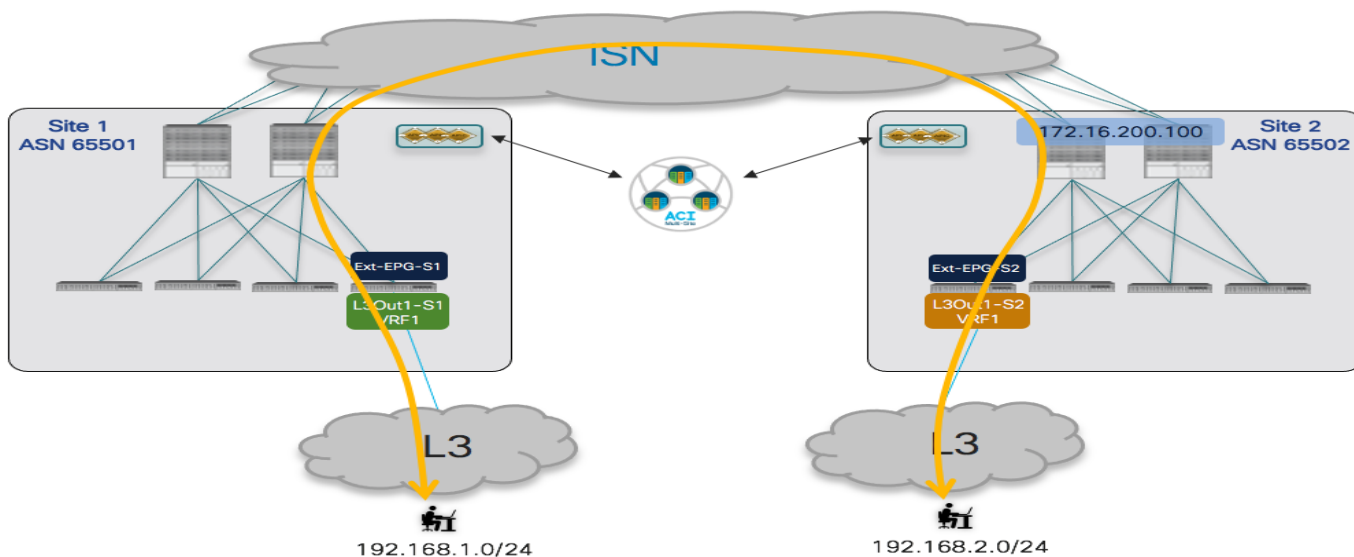 ISN
Site 1
ASN 65501
172.16.200.100
Site 2
ASN 65502
ACI
Multi-Site
Ext-EPG-S1
L3Out1-S1
VRF1
Ext-EPG-S2
L3Out1-S2
VRF1
L3
L3
192.168.1.0/24
192.168.2.0/24